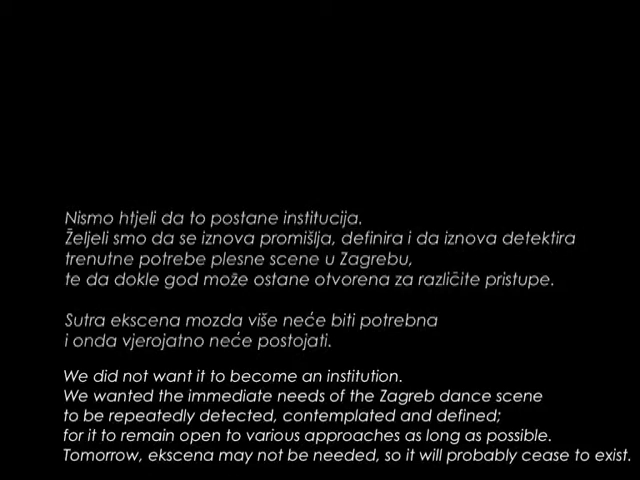 Nismo htjeli da to postane institucija.
Željeli smo da se iznova promišlja, definira i da iznova detektira
trenutne potrebe plesne scene u Zagrebu,
te da dokle god može ostane otvorena za različite pristupe.
Sutra ekscena mozda više neće biti potrebna
i onda vjerojatno neće postojati.
We did not want it to become an institution.
We wanted the immediate needs of the Zagreb dance scene
to be repeatedly detected, contemplated and defined;
for it to remain open to various approaches as long as possible.
Tomorrow, ekscena may not be needed, so it will probably cease to exist.